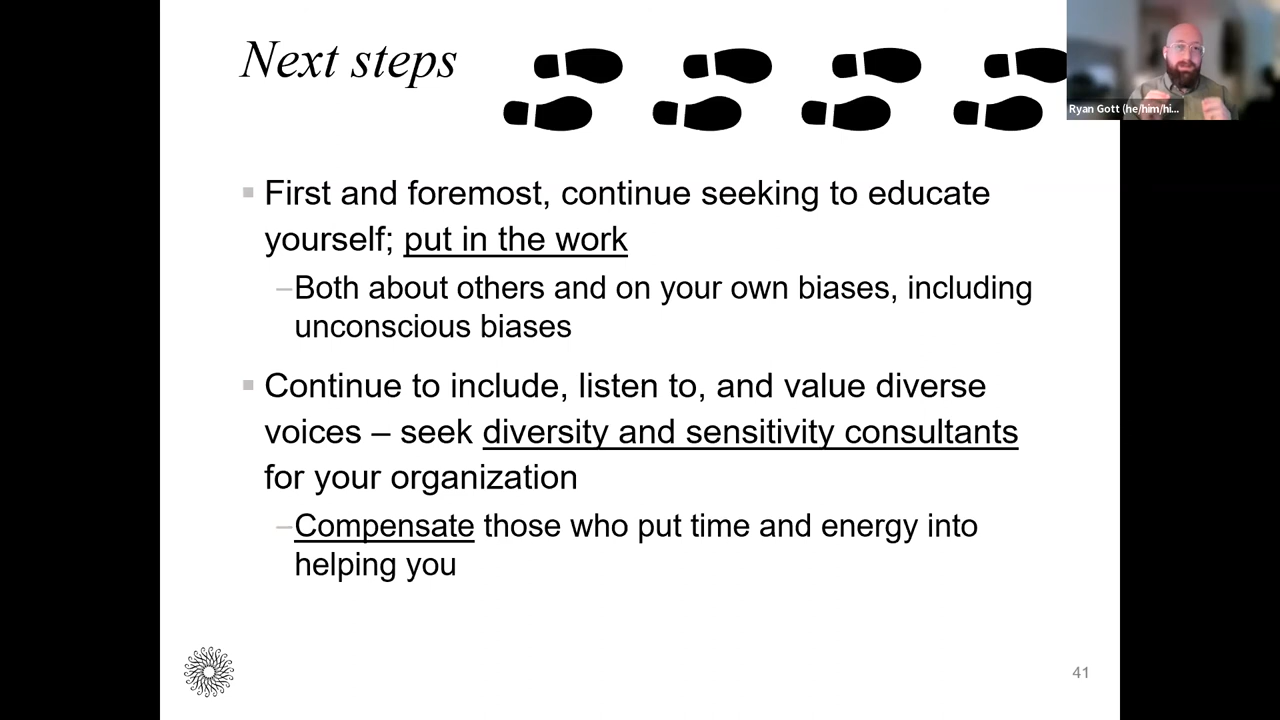 Next steps
Ryan Gott (he/him/hi...
▪ First and foremost, continue seeking to educate
yourself; put in the work
–Both about others and on your own biases, including
unconscious biases
▪ Continue to include, listen to, and value diverse
voices – seek diversity and sensitivity consultants
for your organization
–Compensate those who put time and energy into
helping you
41